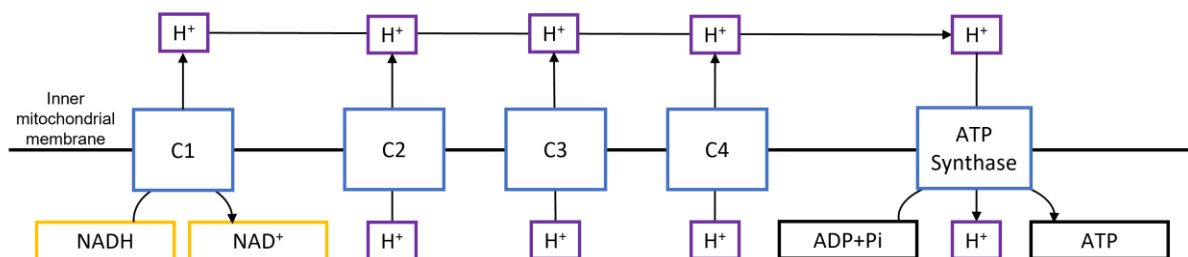 H⁺ H⁺ H⁺ H⁺ H⁺
Inner
mitochondrial
membrane
C1 C2 C3 C4 ATP
Synthase
NADH NAD⁺ H⁺ H⁺ H⁺ ADP+Pi H⁺ ATP